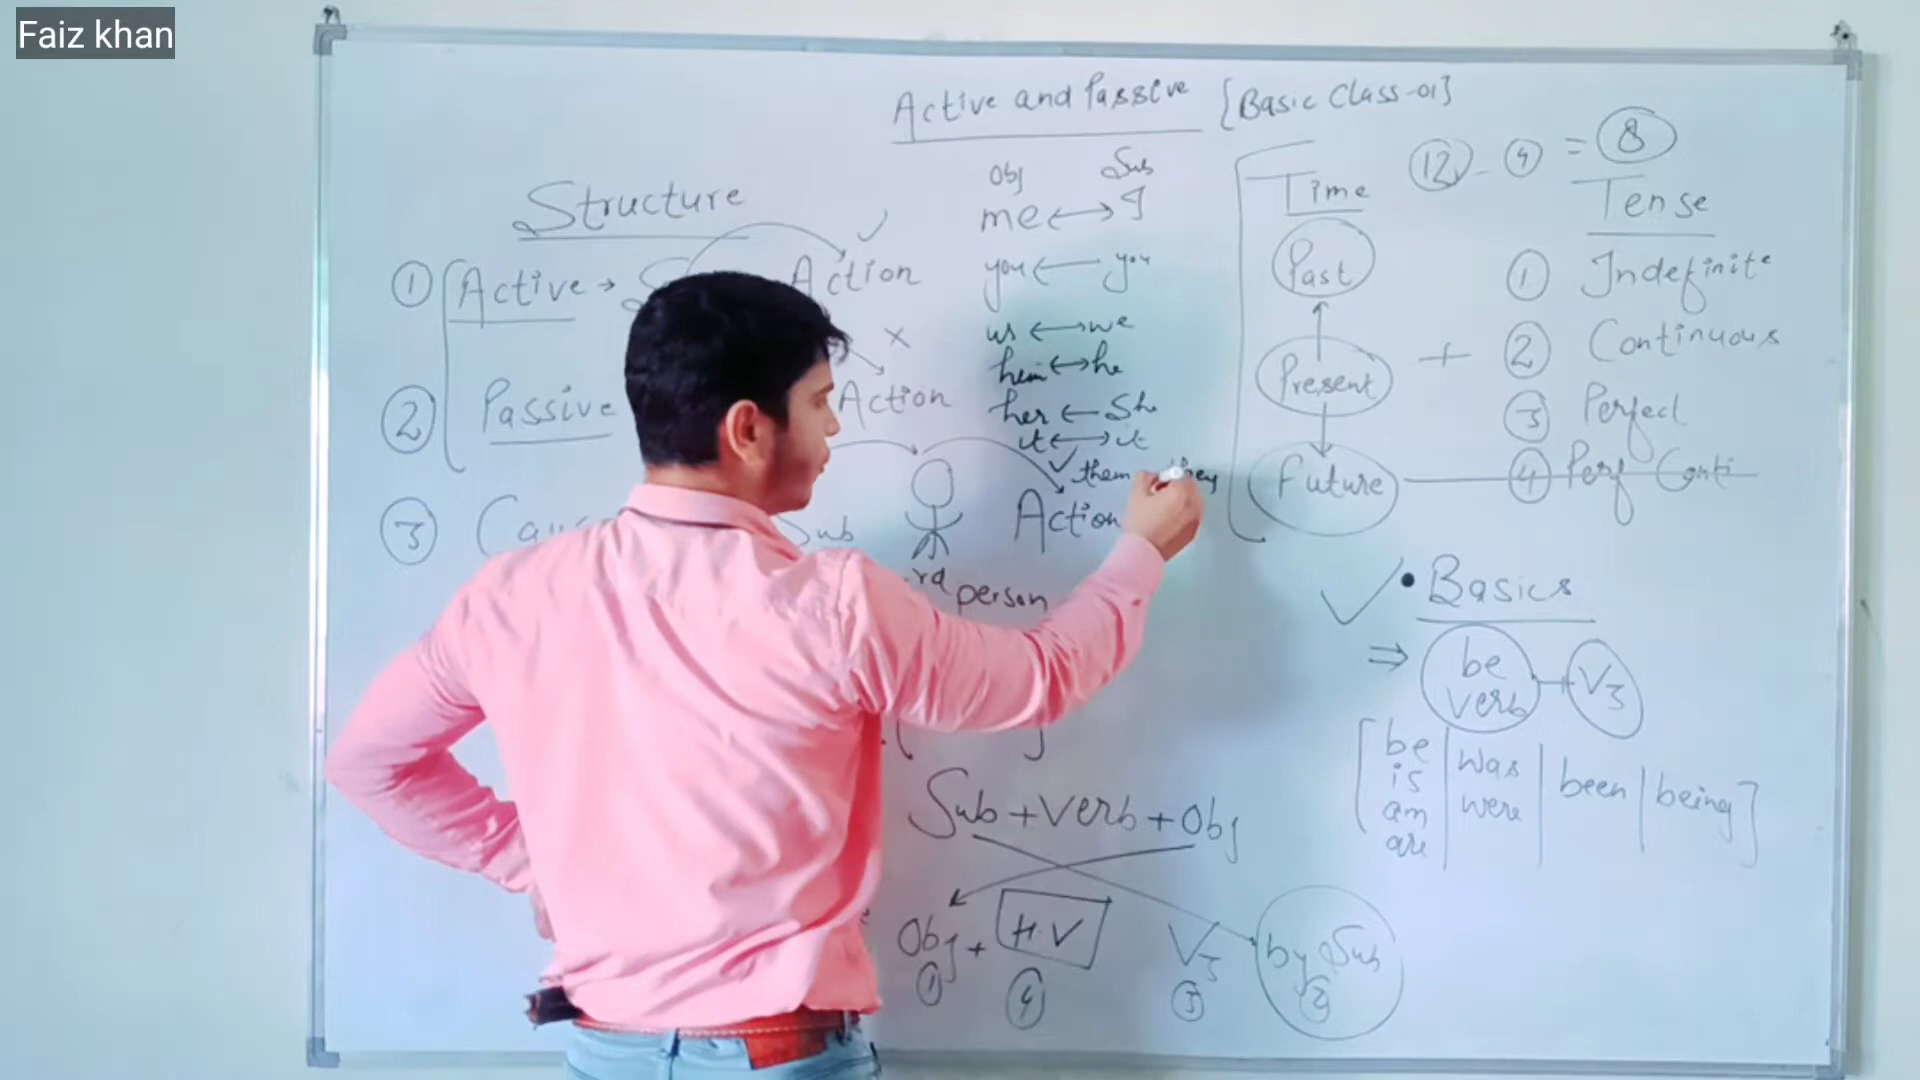 Faiz khan
Active and Passive [Basic Class-01]
Structure
① Active → Action
② Passive Action
③ Sub Action
person
Obj Sub
me ↔ I
you ← you
us ↔ we
him ↔ he
her ← She
it ↔ it
them they
Time
Past
Present
Future
12 - 4 = 8
Tense
+
① Indefinite
② Continuous
③ Perfect
④ Perf Conti
• Basics
⇒ be verb + V3
[be is am are | was were | been | being]
Sub + Verb + Obj
Obj + H.V V3 by Sub
① ④ ③ ②